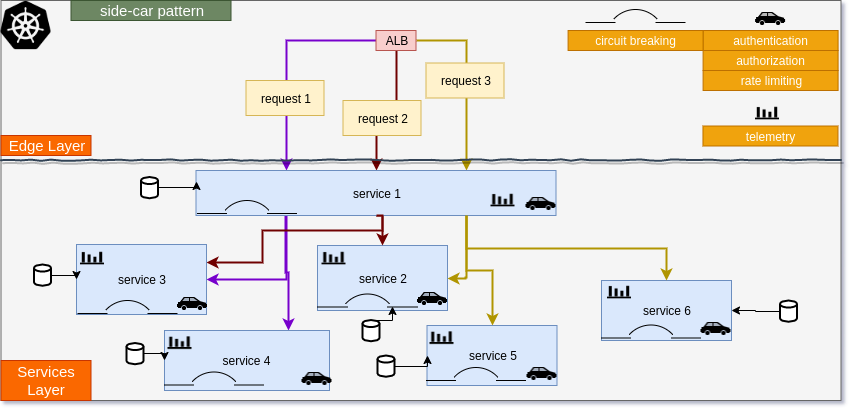 side-car pattern
ALB
circuit breaking
authentication
authorization
rate limiting
request 1
request 2
request 3
telemetry
Edge Layer
service 1
service 3
service 2
service 6
service 4
service 5
Services
Layer